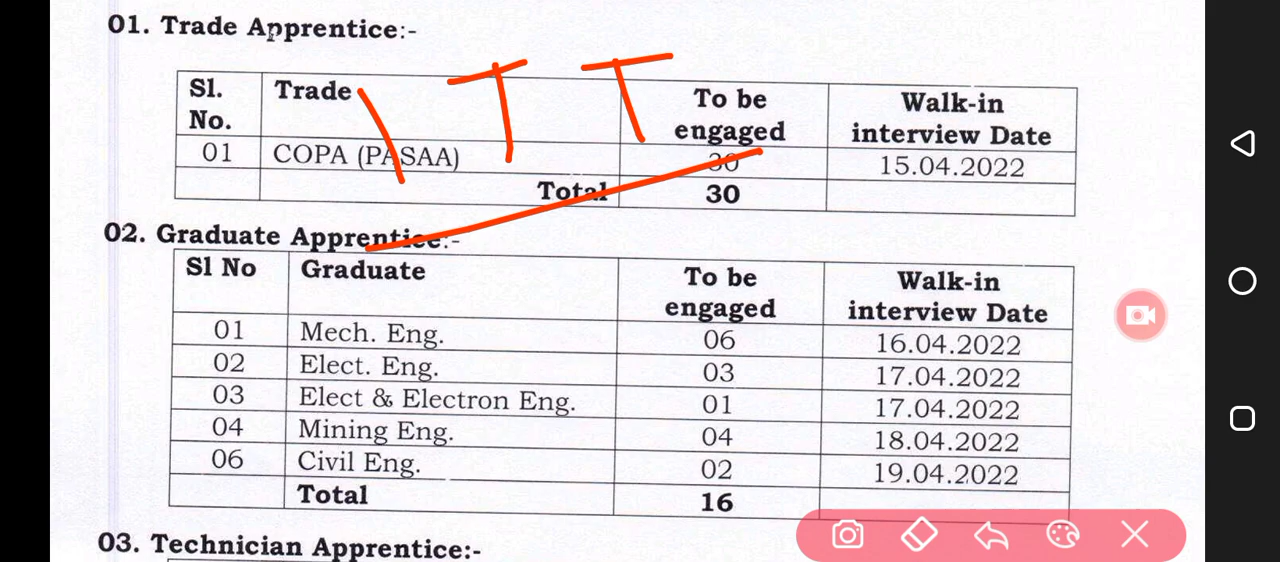 01. Trade Apprentice:-
Sl. No. Trade To be engaged Walk-in interview Date
01 COPA (PASAA) 30 15.04.2022
Total 30
02. Graduate Apprentice:-
Sl No Graduate To be engaged Walk-in interview Date
01 Mech. Eng. 06 16.04.2022
02 Elect. Eng. 03 17.04.2022
03 Elect & Electron Eng. 01 17.04.2022
04 Mining Eng. 04 18.04.2022
06 Civil Eng. 02 19.04.2022
Total 16
03. Technician Apprentice:-